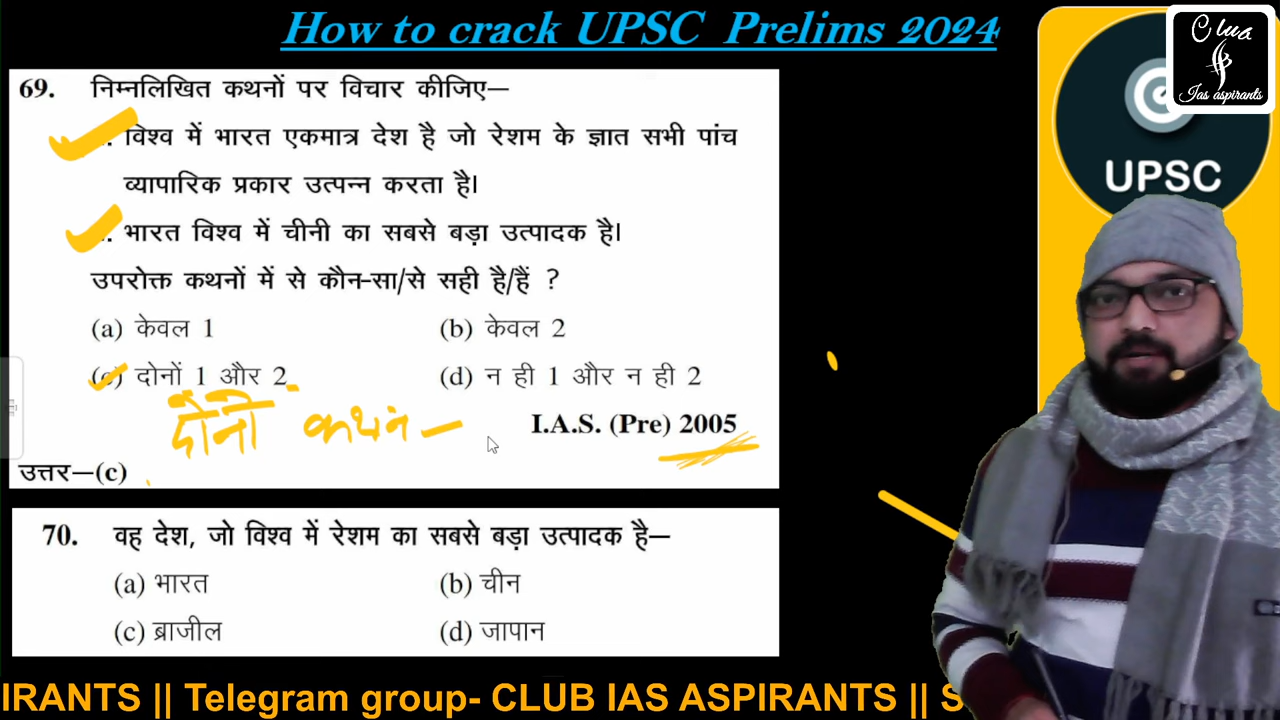 How to crack UPSC Prelims 2024
Clua
Ias aspirants
UPSC
69. निम्नलिखित कथनों पर विचार कीजिए—
. विश्व में भारत एकमात्र देश है जो रेशम के ज्ञात सभी पांच
व्यापारिक प्रकार उत्पन्न करता है।
. भारत विश्व में चीनी का सबसे बड़ा उत्पादक है।
उपरोक्त कथनों में से कौन-सा/से सही है/हैं ?
(a) केवल 1 (b) केवल 2
(c) दोनों 1 और 2 (d) न ही 1 और न ही 2
दोनों कथन –
I.A.S. (Pre) 2005
उत्तर—(c)
70. वह देश, जो विश्व में रेशम का सबसे बड़ा उत्पादक है—
(a) भारत (b) चीन
(c) ब्राजील (d) जापान
IRANTS || Telegram group- CLUB IAS ASPIRANTS || S